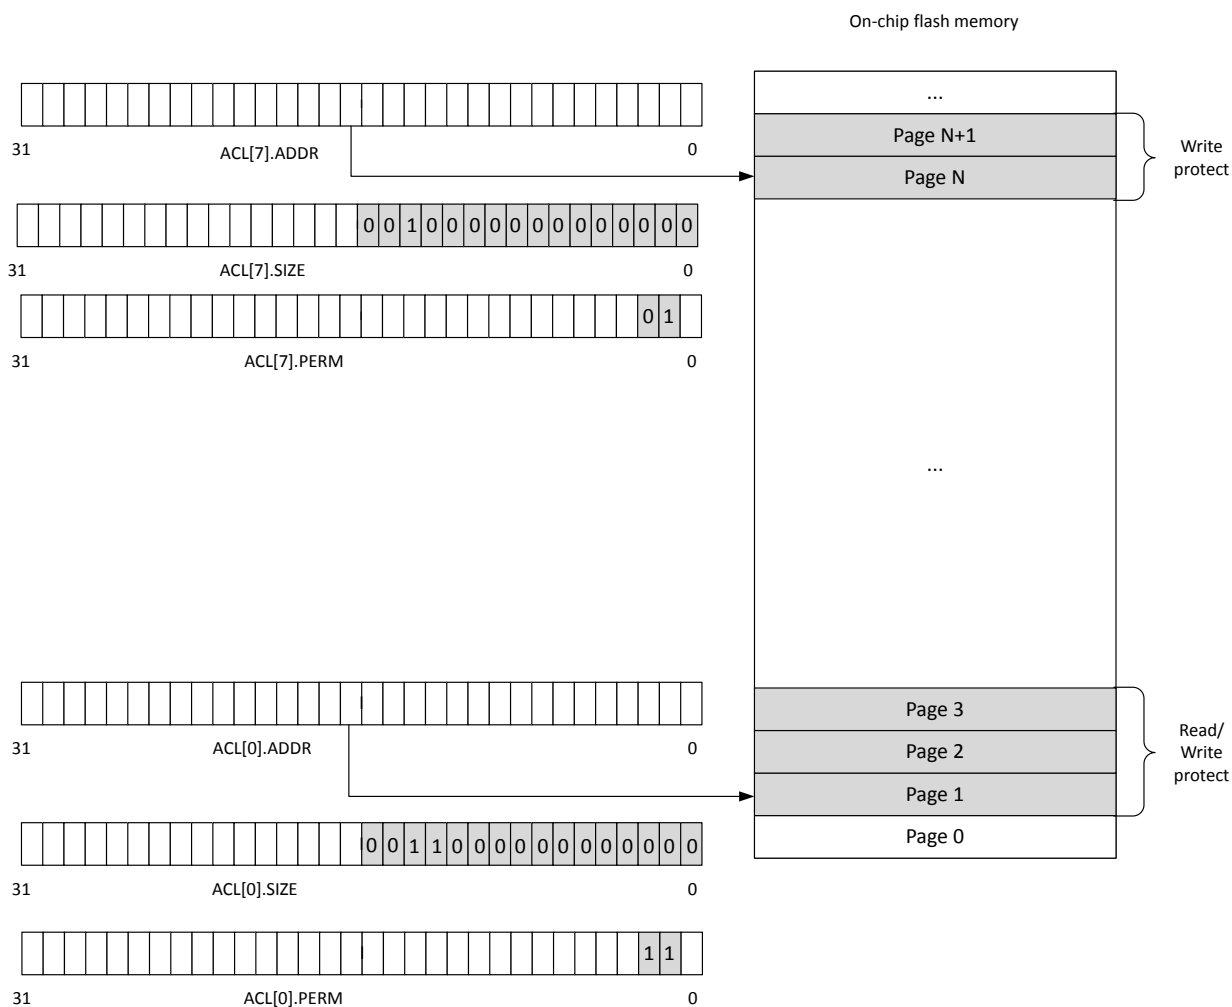 On-chip flash memory
...
31 ACL[7].ADDR 0
Page N+1
Page N
Write
protect
0 0 1 0 0 0 0 0 0 0 0 0 0 0 0 0
31 ACL[7].SIZE 0
0 1
31 ACL[7].PERM 0
...
31 ACL[0].ADDR 0
Page 3
Page 2
Page 1
Page 0
Read/
Write
protect
0 0 1 1 0 0 0 0 0 0 0 0 0 0 0 0
31 ACL[0].SIZE 0
1 1
31 ACL[0].PERM 0